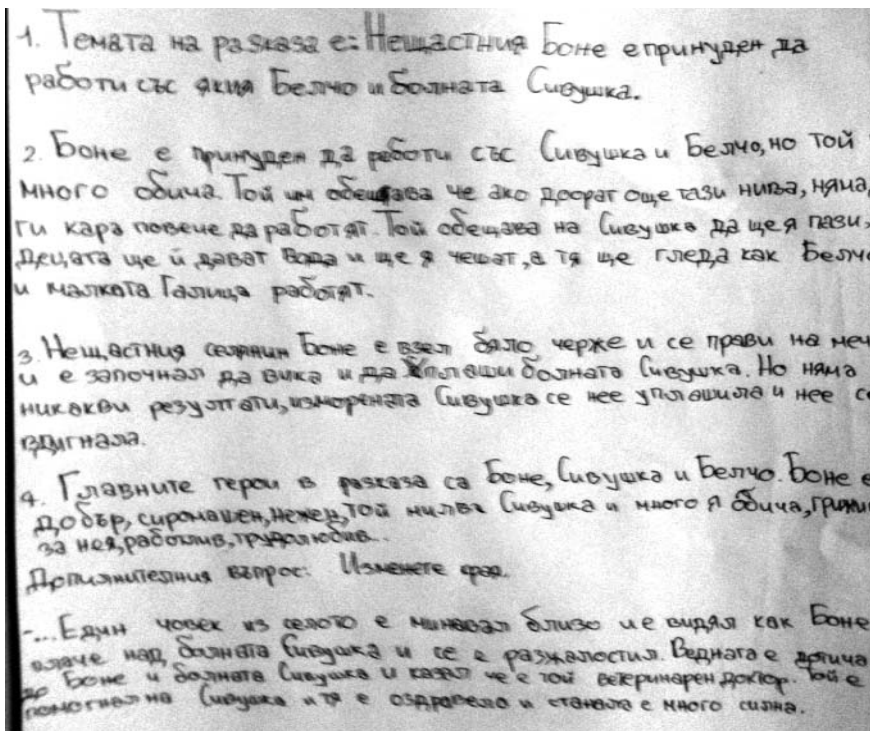 1. Темата на разказа е: Нещастния Боне е принуден да
работи със якия Белчо и болната Сивушка.
2. Боне е принуден да работи със Сивушка и Белчо, но той
много обича. Той им обещава че ако доорат още тази нива, няма
ги кара повече да работят. Той обещава на Сивушка да ще я пази,
Децата ще ѝ дават вода и ще я чешат, а тя ще гледа как Белчо
и малката Галица работят.
3. Нещастния селянин Боне е взел бяло черже и се прави на меч
и е започнал да вика и да уплаши болната Сивушка. Но няма
никакви резултати, изморената Сивушка се нее уплашила и нее се
вдигнала.
4. Главните герои в разказа са Боне, Сивушка и Белчо. Боне е
добър, сиромашен, нежен, той милва Сивушка и много я обича, грижи
за нея, работлив, трудолюбив..
Допълнителния въпрос: Изменете края.
-... Един човек из селото е минавал близо и е видял как Боне
плаче над болната Сивушка и се е разжалостил. Веднага е дотича
до Боне и болната Сивушка и казал че е той ветеринарен доктор. Той е
помогнал на Сивушка и тя е оздравела и станала е много силна.